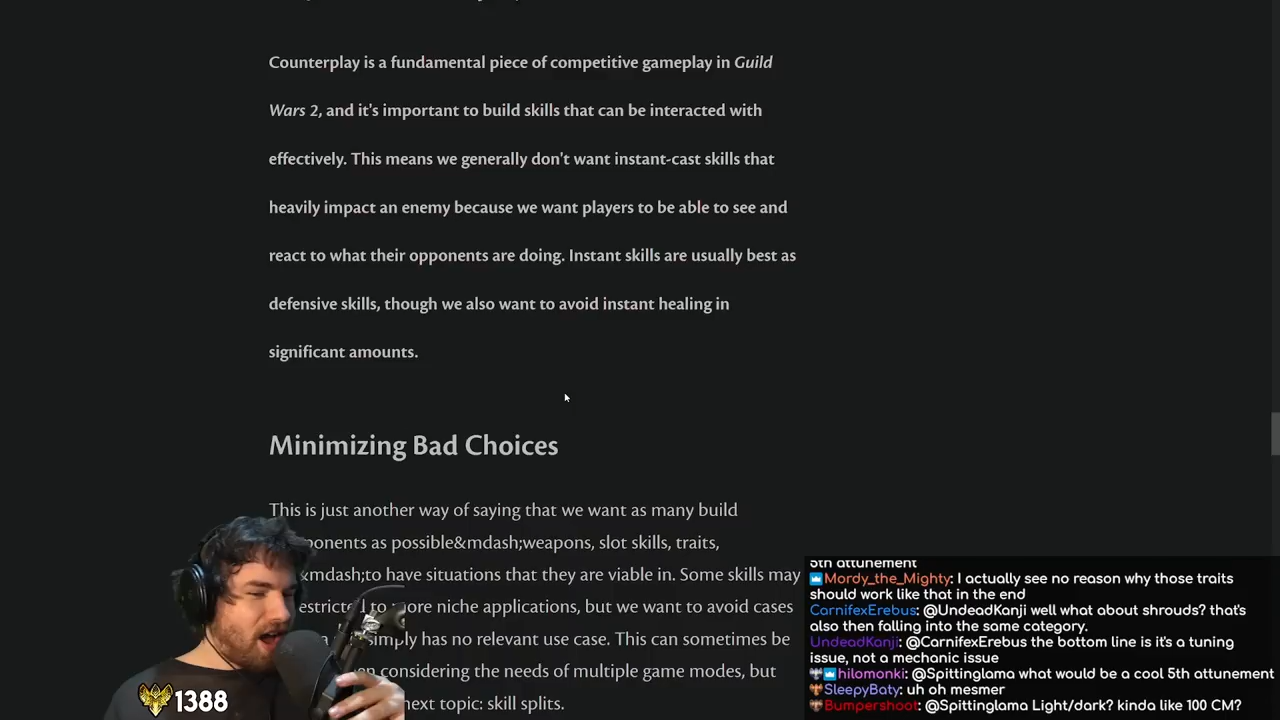 Counterplay is a fundamental piece of competitive gameplay in Guild
Wars 2, and it's important to build skills that can be interacted with
effectively. This means we generally don't want instant-cast skills that
heavily impact an enemy because we want players to be able to see and
react to what their opponents are doing. Instant skills are usually best as
defensive skills, though we also want to avoid instant healing in
significant amounts.
Minimizing Bad Choices
This is just another way of saying that we want as many build
ponents as possible&mdash;weapons, slot skills, traits,
mdash;to have situations that they are viable in. Some skills may
estricted to more niche applications, but we want to avoid cases
simply has no relevant use case. This can sometimes be
en considering the needs of multiple game modes, but
next topic: skill splits.
1388
5th attunement
Mordy_the_Mighty: I actually see no reason why those traits
should work like that in the end
CarnifexErebus: @UndeadKanji well what about shrouds? that's
also then falling into the same category.
UndeadKanji: @CarnifexErebus the bottom line is it's a tuning
issue, not a mechanic issue
hilomonki: @Spittinglama what would be a cool 5th attunement
SleepyBaty: uh oh mesmer
Bumpershoot: @Spittinglama Light/dark? kinda like 100 CM?